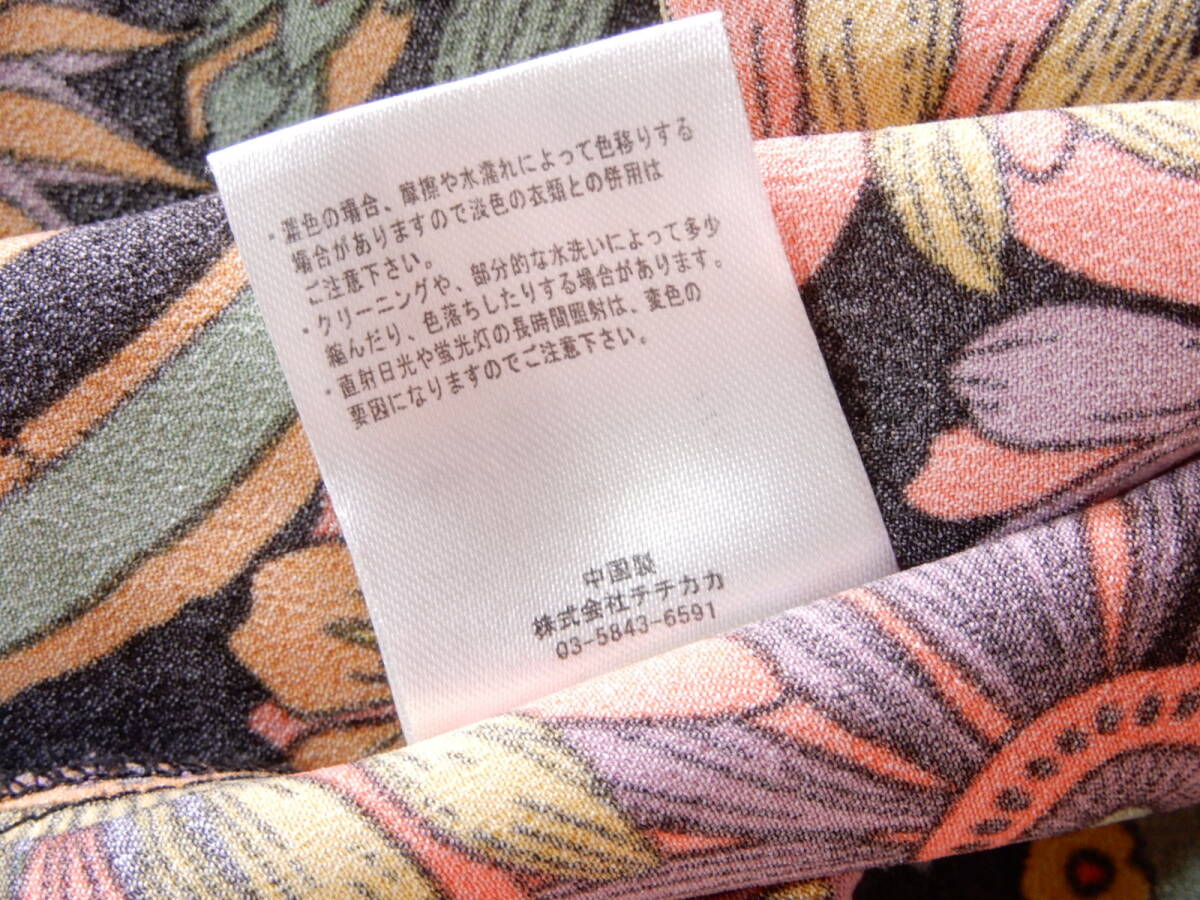 ・濃色の場合、摩擦や水濡れによって色移りする
場合がありますので淡色の衣類との併用は
ご注意下さい。
・クリーニングや、部分的な水洗いによって多少
縮んだり、色落ちしたりする場合があります。
・直射日光や蛍光灯の長時間照射は、変色の
要因になりますのでご注意下さい。
中国製
株式会社チチカカ
03-5843-6591